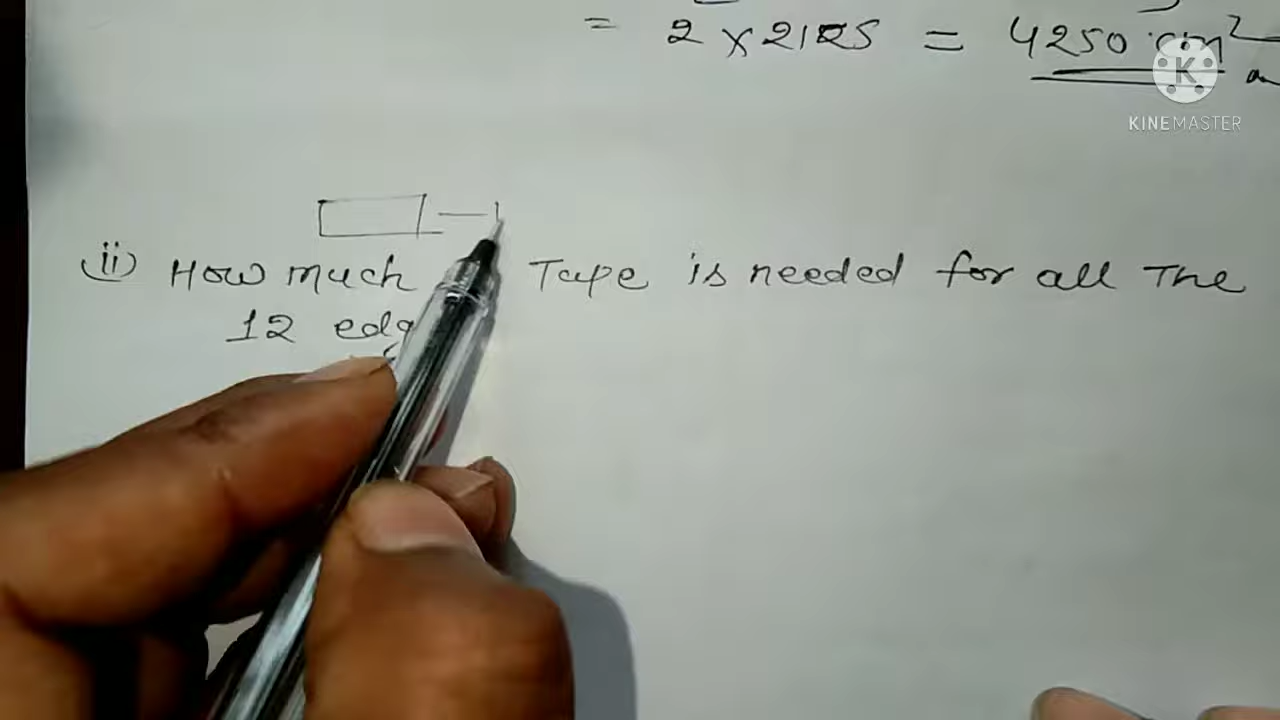 = 2 × 2125 = 4250 cm²
KINEMASTER
(ii) How much Tape is needed for all The
12